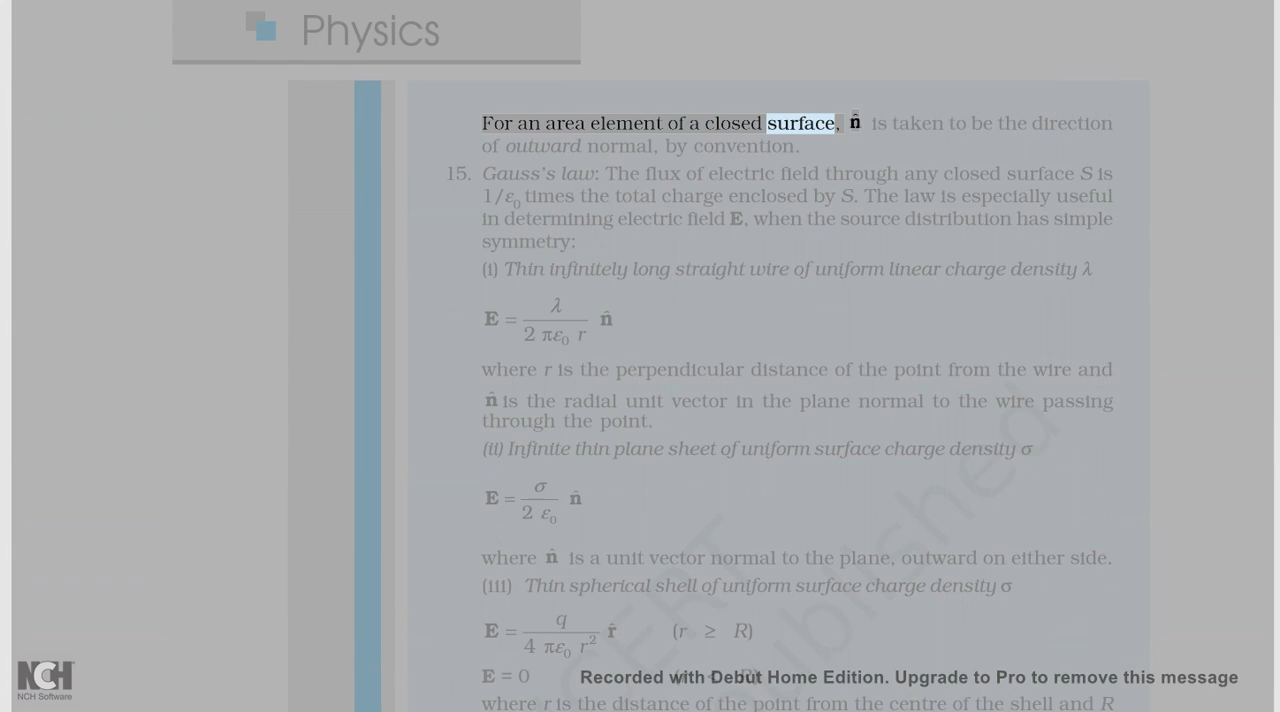 Physics
For an area element of a closed surface, n̂ is taken to be the direction
of outward normal, by convention.
15. Gauss's law: The flux of electric field through any closed surface S is
1/ε₀ times the total charge enclosed by S. The law is especially useful
in determining electric field E, when the source distribution has simple
symmetry:
(i) Thin infinitely long straight wire of uniform linear charge density λ
E = λ / 2 πε₀ r n̂
where r is the perpendicular distance of the point from the wire and
n̂ is the radial unit vector in the plane normal to the wire passing
through the point.
(ii) Infinite thin plane sheet of uniform surface charge density σ
E = σ / 2 ε₀ n̂
where n̂ is a unit vector normal to the plane, outward on either side.
(iii) Thin spherical shell of uniform surface charge density σ
E = q / 4 πε₀ r² r̂ (r ≥ R)
E = 0
Recorded with Debut Home Edition. Upgrade to Pro to remove this message
where r is the distance of the point from the centre of the shell and R
NCH
NCH Software
published